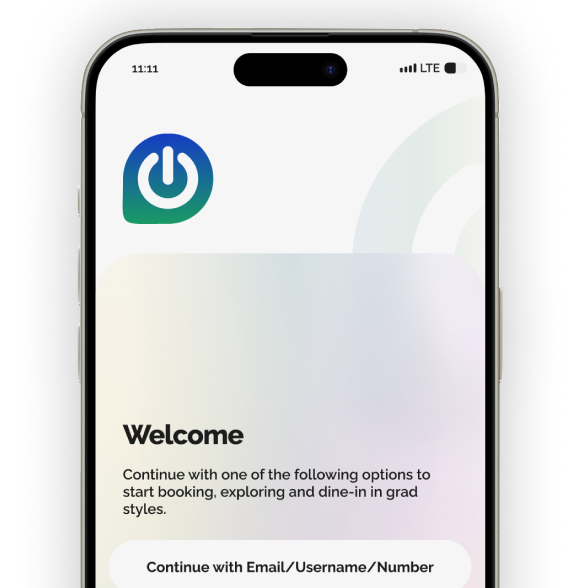 11:11 LTE
Welcome
Continue with one of the following options to
start booking, exploring and dine-in in grad
styles.
Continue with Email/Username/Number